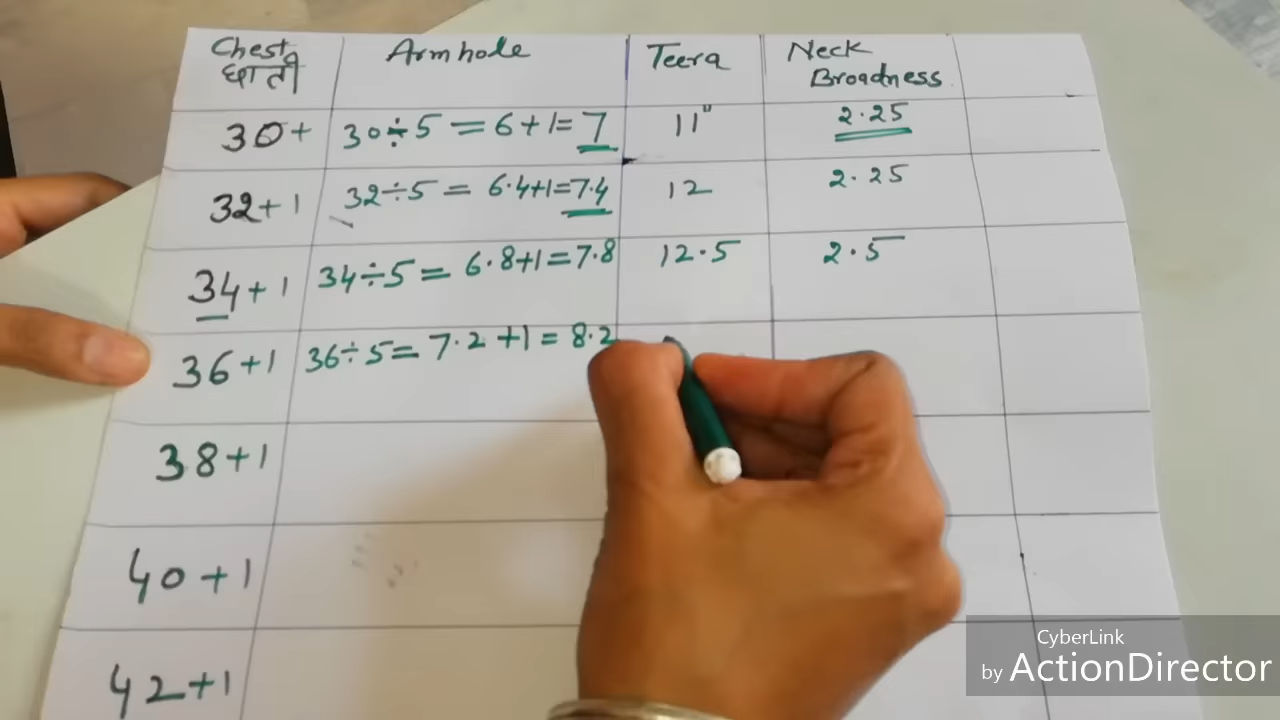 Chest Armhole Teera Neck
छाती Broadness
30+ 30÷5 = 6+1= 7 11" 2.25
32+1 32÷5 = 6.4+1=7.4 12 2.25
34+1 34÷5 = 6.8+1=7.8 12.5 2.5
36+1 36÷5= 7.2 +1 = 8.2
38+1
40+1
42+1
CyberLink
by ActionDirector